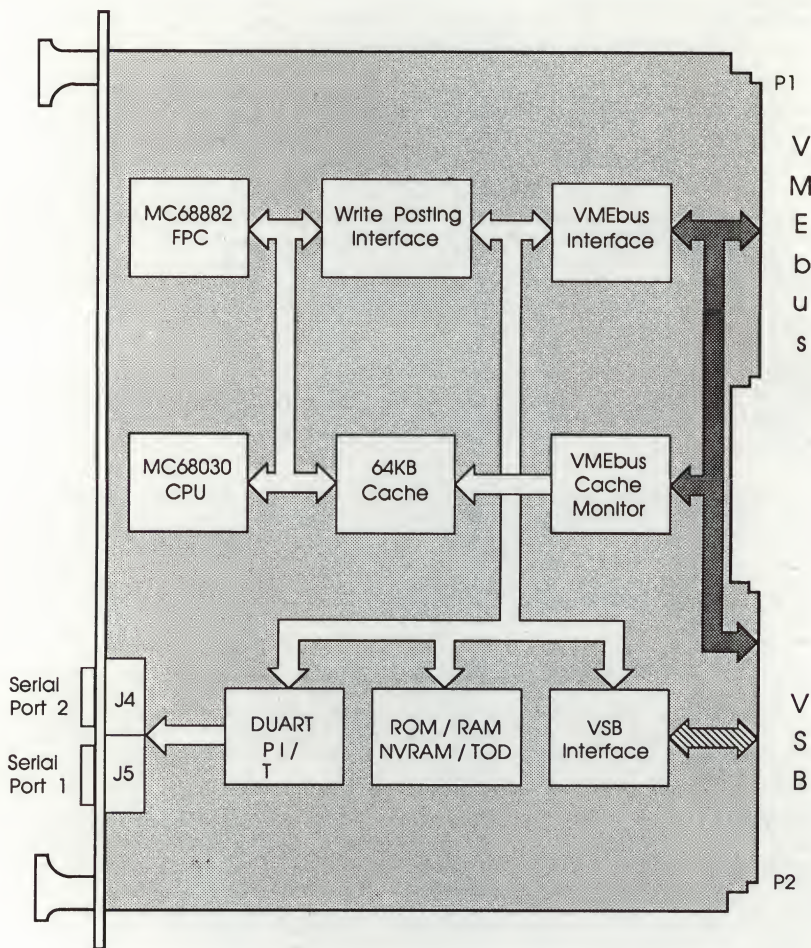 P1
V
M
E
b
u
s
MC68882
FPC
Write Posting
Interface
VMEbus
Interface
MC68030
CPU
64KB
Cache
VMEbus
Cache
Monitor
Serial
Port 2
J4
Serial
Port 1
J5
DUART
P I /
T
ROM / RAM
NVRAM / TOD
VSB
Interface
V
S
B
P2